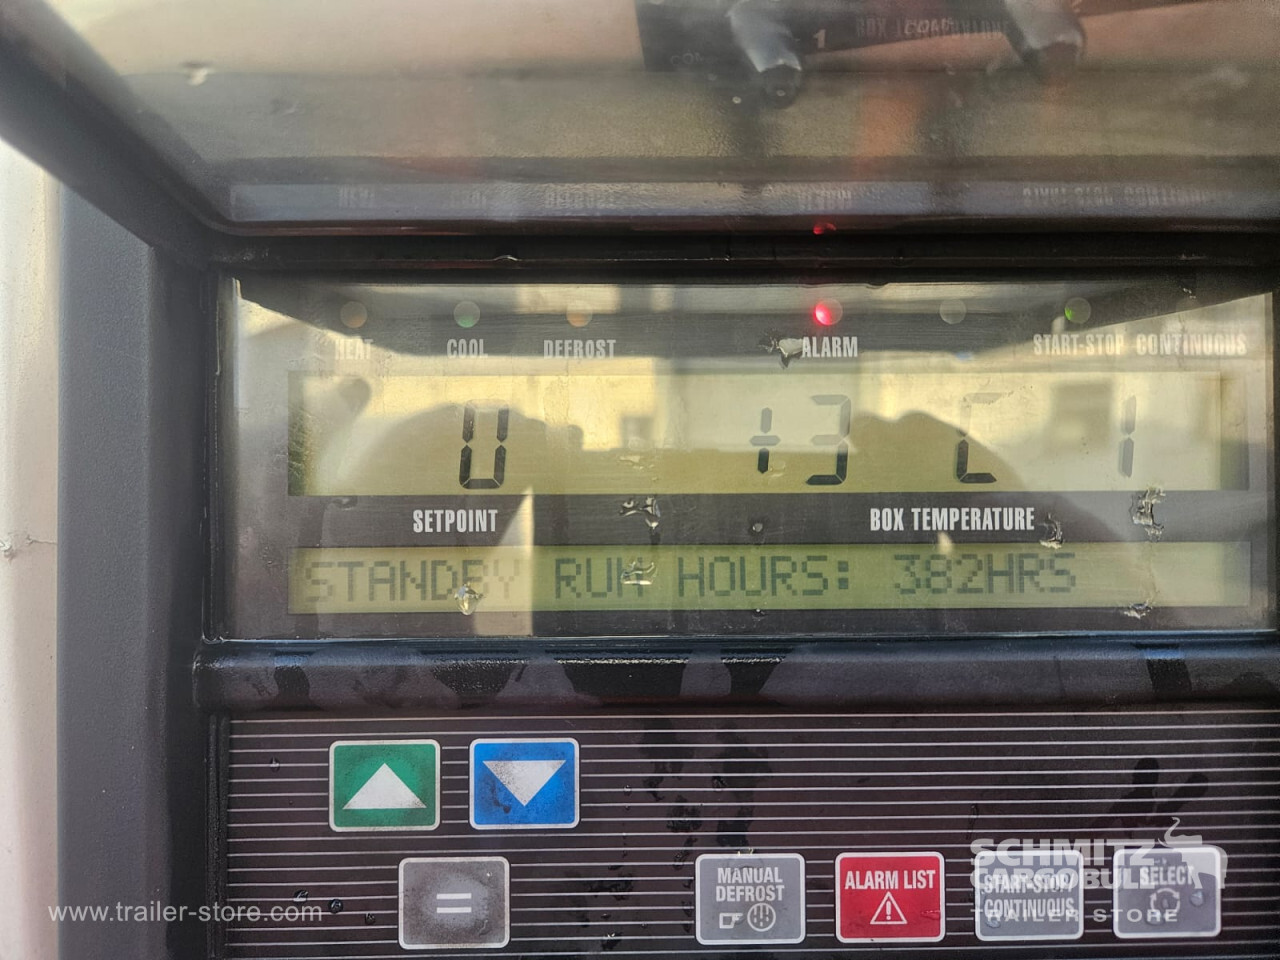 HEAT COOL DEFROST ALARM START-STOP CONTINUOUS
0 +3 C 1
SETPOINT BOX TEMPERATURE
STANDBY RUN HOURS: 382HRS
MANUAL DEFROST
ALARM LIST
START-STOP/ CONTINUOUS
SELECT
=
SCHMITZ
CARGOBULL
TRAILER STORE
www.trailer-store.com